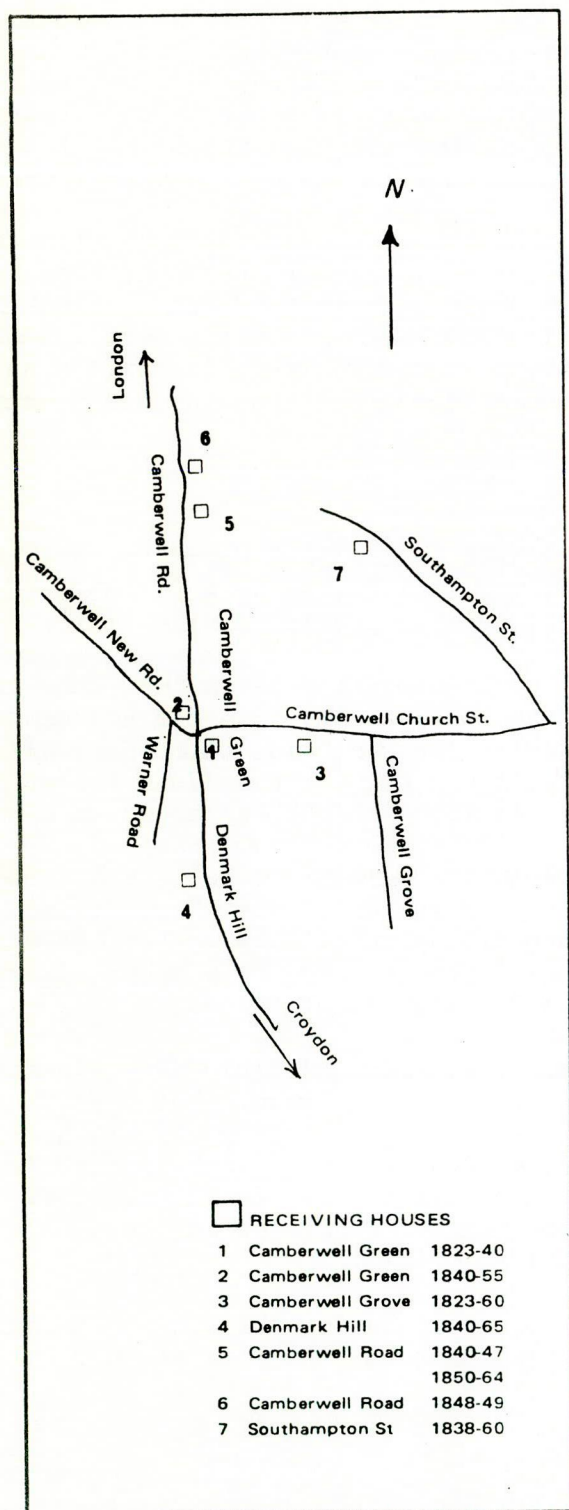 N
London
6
Camberwell Rd.
5
7
Southampton St.
Camberwell New Rd.
Camberwell
2
Camberwell Church St.
1
Green
3
Warner Road
Camberwell Grove
Denmark Hill
4
Croydon
RECEIVING HOUSES
1 Camberwell Green 1823-40
2 Camberwell Green 1840-55
3 Camberwell Grove 1823-60
4 Denmark Hill 1840-65
5 Camberwell Road 1840-47
1850-64
6 Camberwell Road 1848-49
7 Southampton St 1838-60